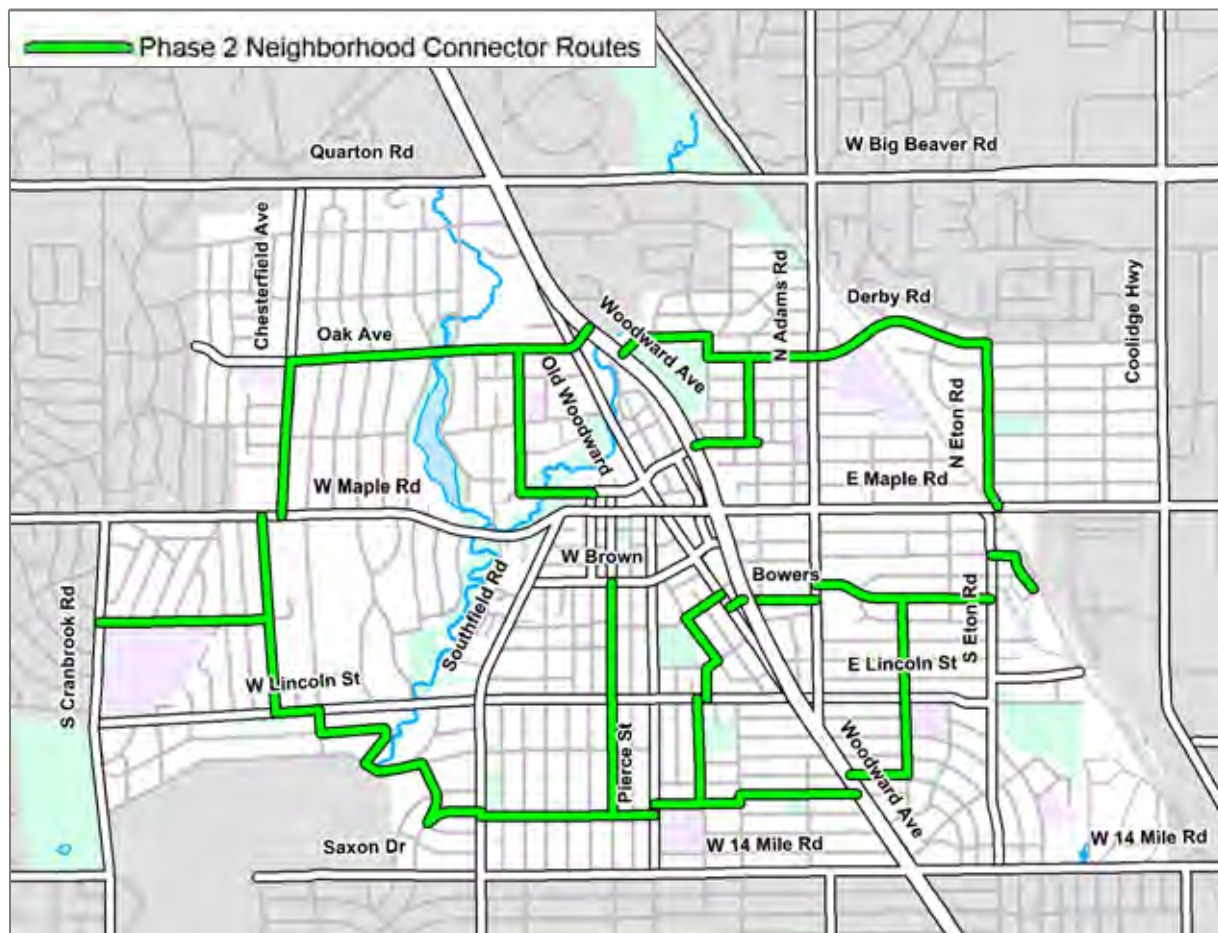 Phase 2 Neighborhood Connector Routes
Quarton Rd
W Big Beaver Rd
Chesterfield Ave
N Adams Rd
Coolidge Hwy
Derby Rd
Woodward Ave
Oak Ave
Old Woodward
N Eton Rd
W Maple Rd
E Maple Rd
W Brown
Bowers
S Cranbrook Rd
Southfield Rd
S Eton Rd
E Lincoln St
W Lincoln St
Pierce St
Woodward Ave
Saxon Dr
W 14 Mile Rd
W 14 Mile Rd